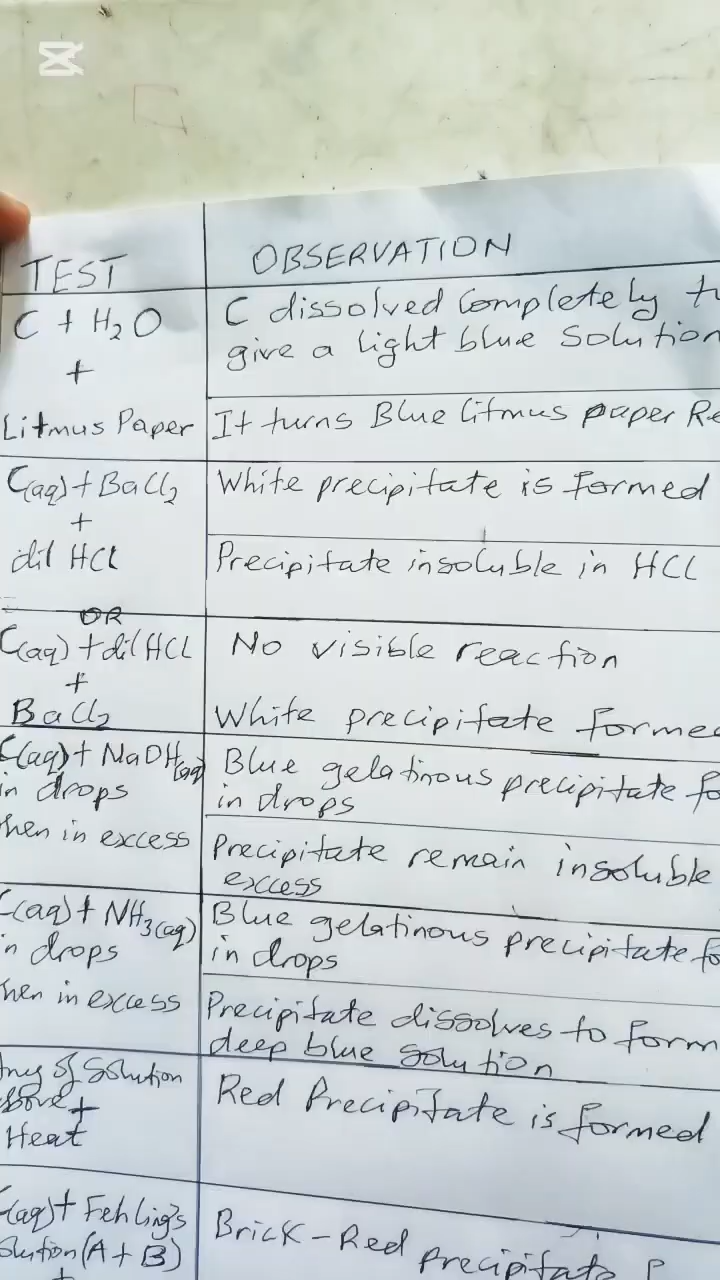 TEST
OBSERVATION
C + H2O
+
Litmus Paper
C dissolved Completely
give a light blue Solution
It turns Blue litmus paper
C(aq) + BaCl2
+
dil HCl
White precipitate is formed
Precipitate insoluble in HCl
OR
C(aq) + dil HCl
+
BaCl2
No visible reaction
White precipitate
C(aq) + NaOH(aq)
in drops
then in excess
Blue gelatinous precipitate
in drops
Precipitate remain insoluble
excess
C(aq) + NH3(aq)
in drops
then in excess
Blue gelatinous precipitate
in drops
Precipitate dissolves to form
deep blue solution
of Solution
+
Heat
Red Precipitate is formed
C(aq) + Fehling's
Solution (A + B)
+
Brick-Red precipitate